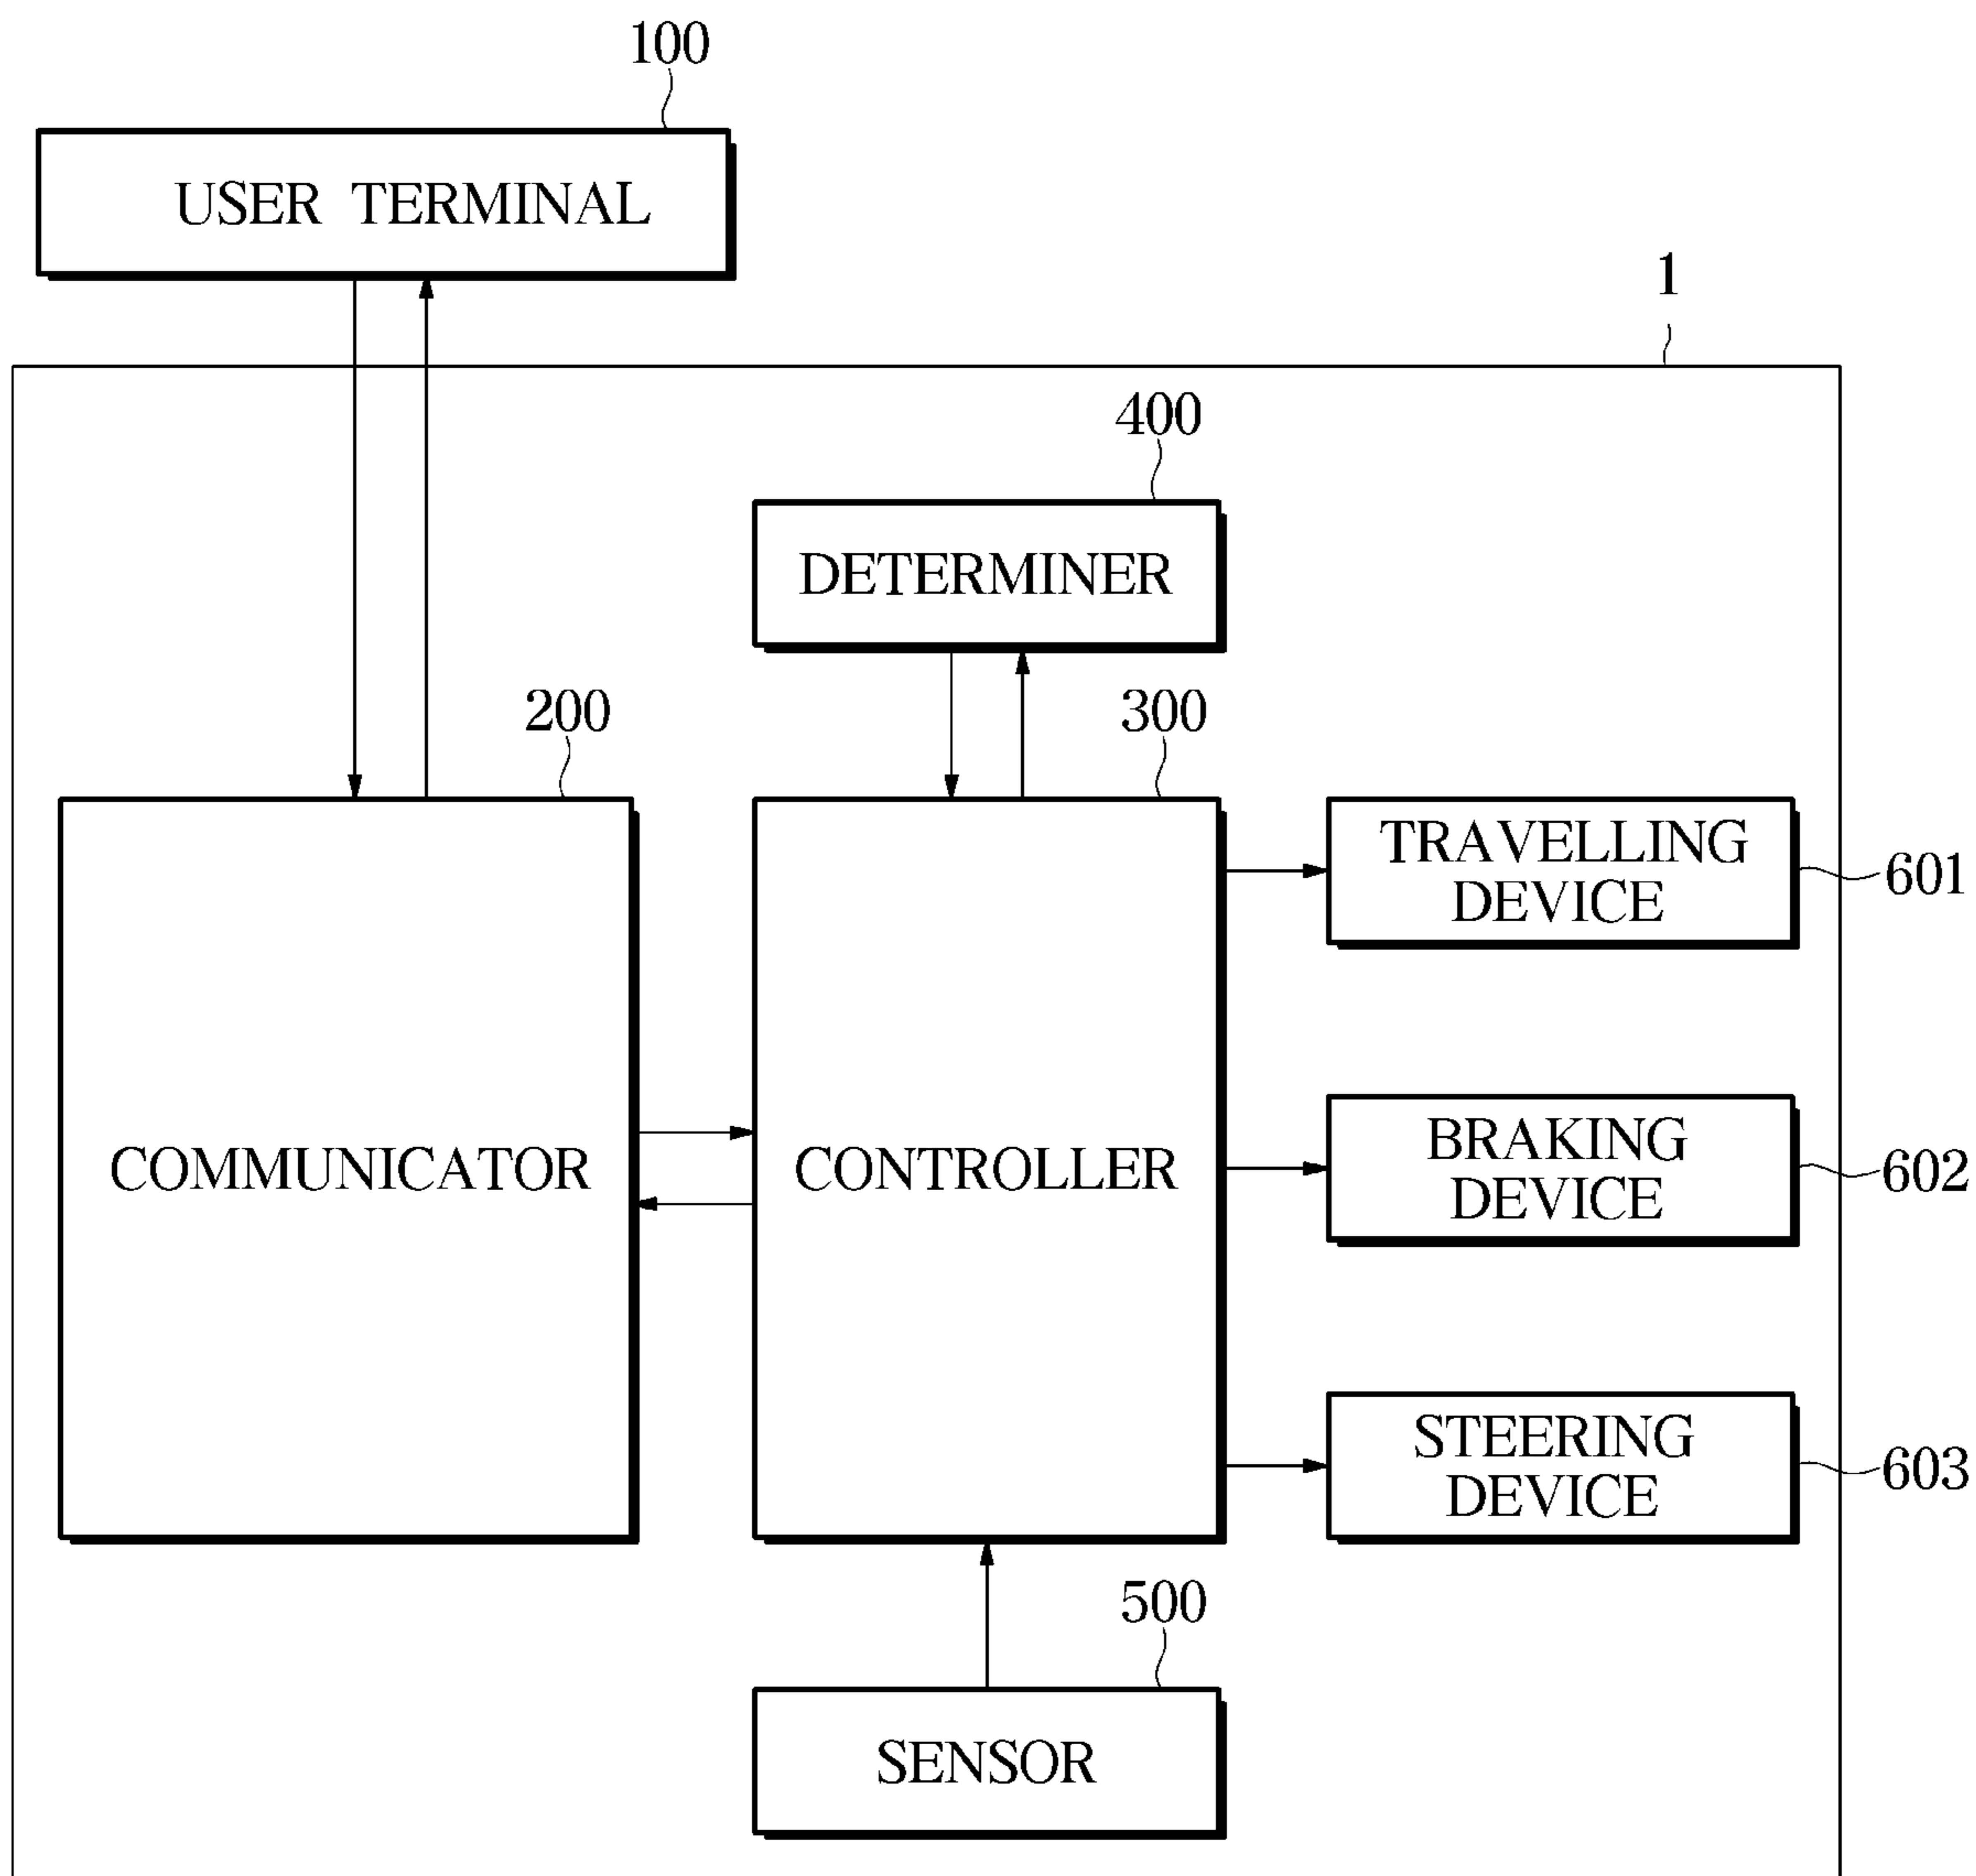 100
USER TERMINAL
1
400
DETERMINER
200
300
TRAVELLING
DEVICE
601
COMMUNICATOR
CONTROLLER
BRAKING
DEVICE
602
STEERING
DEVICE
603
500
SENSOR